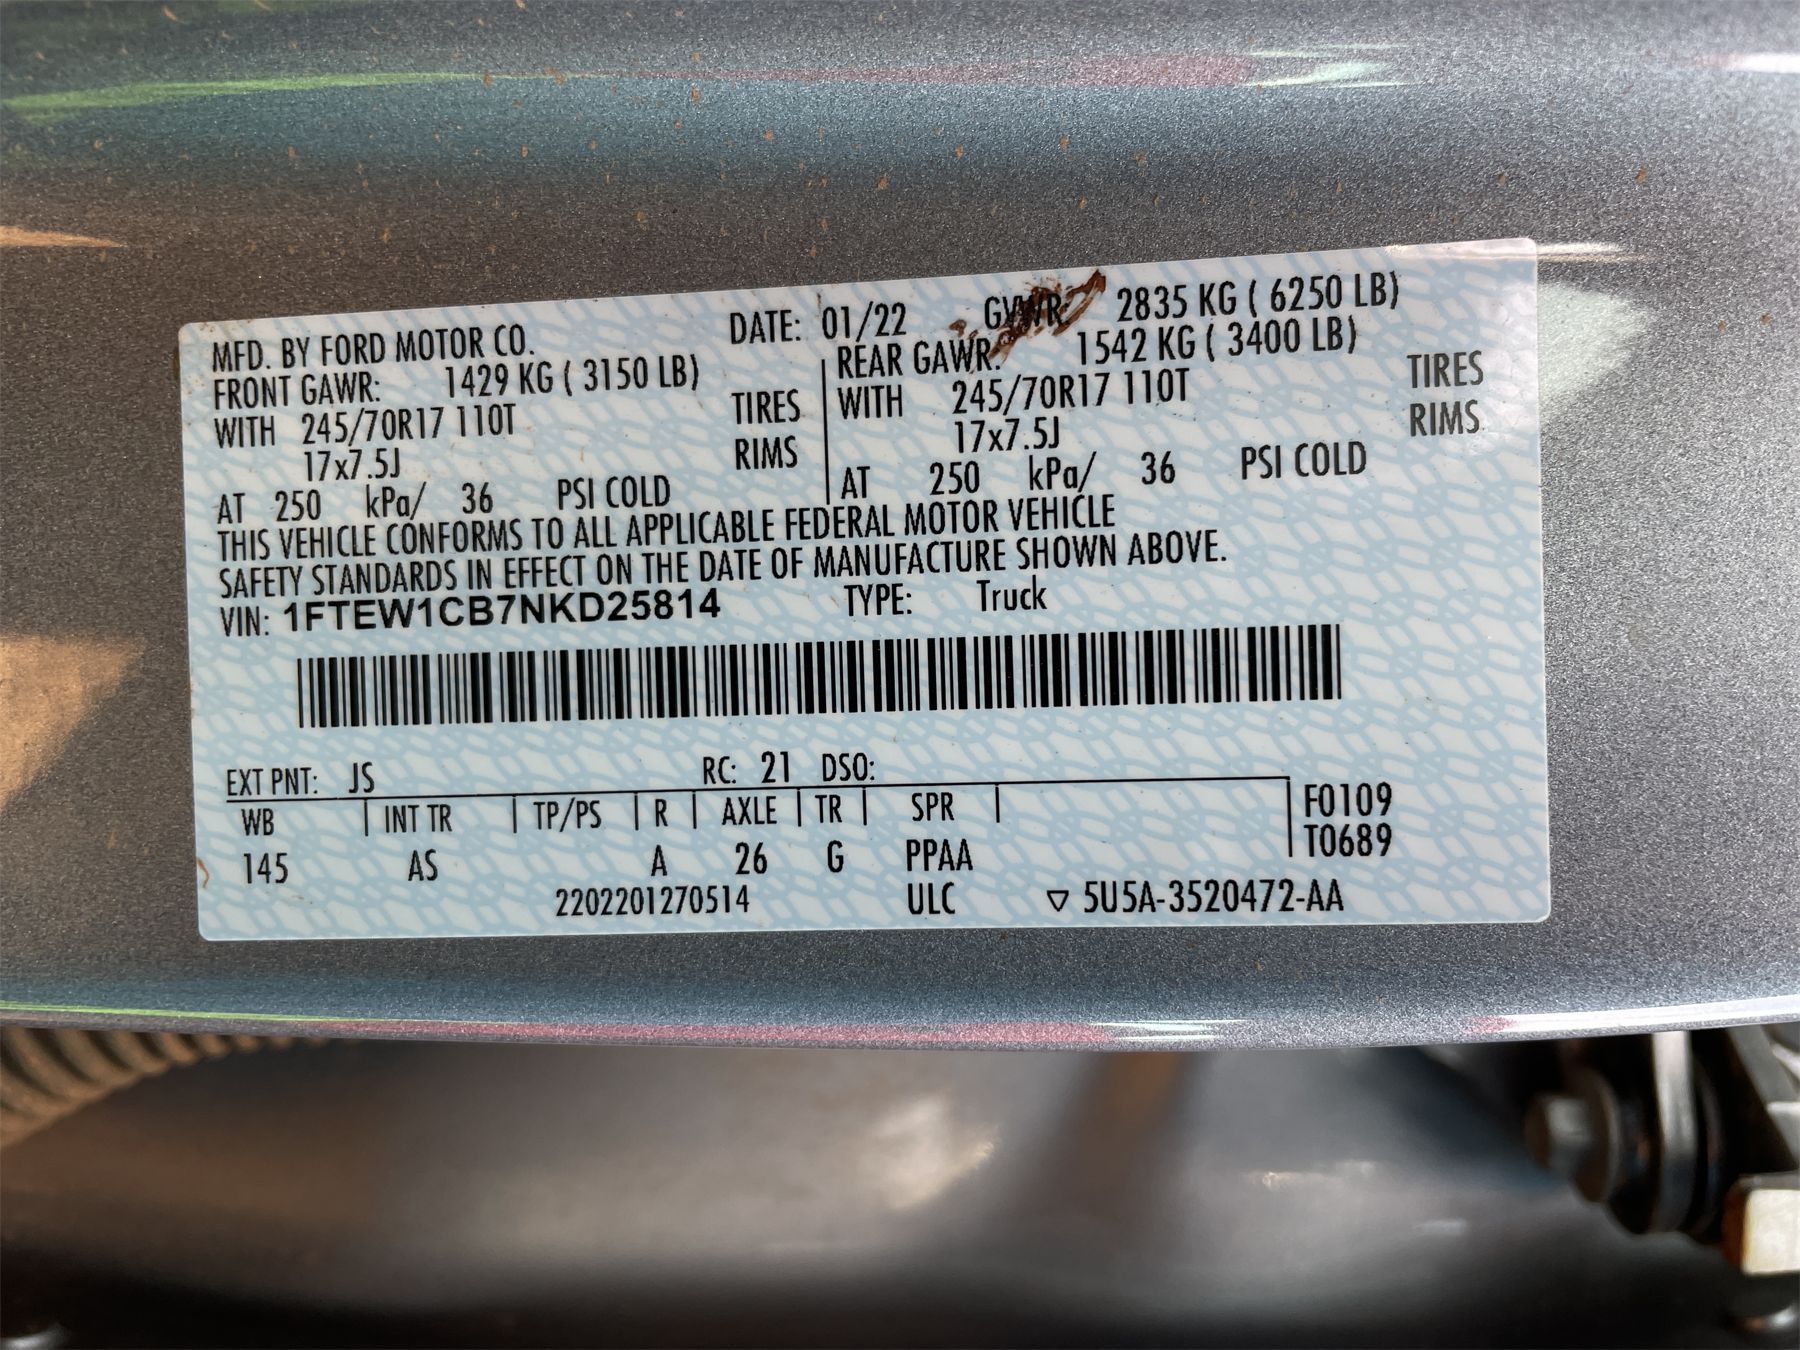 MFD. BY FORD MOTOR CO. DATE: 01/22 GVWR: 2835 KG ( 6250 LB)
FRONT GAWR: 1429 KG ( 3150 LB) REAR GAWR: 1542 KG ( 3400 LB)
WITH 245/70R17 110T TIRES WITH 245/70R17 110T TIRES
17x7.5J RIMS 17x7.5J RIMS
AT 250 kPa/ 36 PSI COLD AT 250 kPa/ 36 PSI COLD
THIS VEHICLE CONFORMS TO ALL APPLICABLE FEDERAL MOTOR VEHICLE
SAFETY STANDARDS IN EFFECT ON THE DATE OF MANUFACTURE SHOWN ABOVE.
VIN: 1FTEW1CB7NKD25814 TYPE: Truck
EXT PNT: JS RC: 21 DSO:
WB INT TR TP/PS R AXLE TR SPR F0109
T0689
145 AS A 26 G PPAA
2202201270514 ULC ▽ 5U5A-3520472-AA